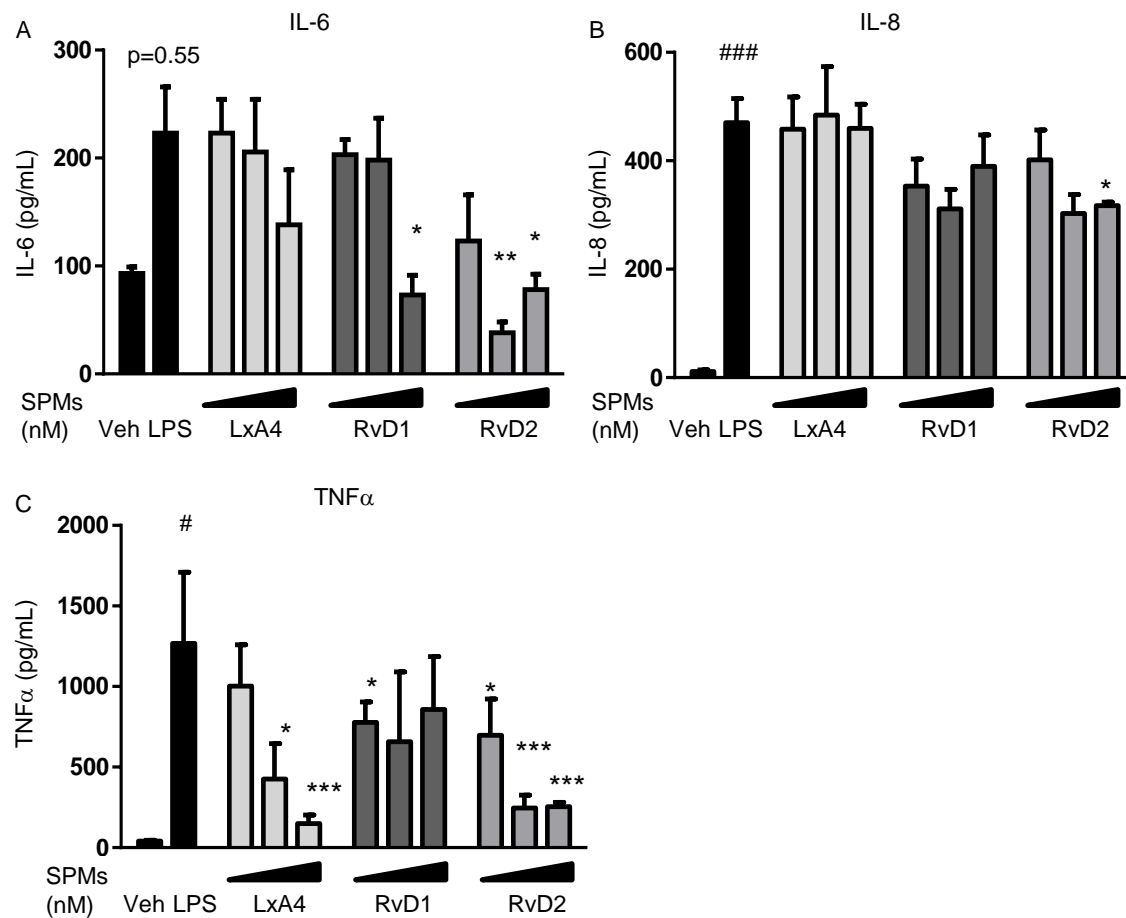 A
IL-6
p=0.55
300
200
100
0
IL-6 (pg/mL)
*
**
*
SPMs
(nM)
Veh LPS
LxA4
RvD1
RvD2
B
IL-8
###
600
400
200
0
IL-8 (pg/mL)
*
SPMs
(nM)
Veh LPS
LxA4
RvD1
RvD2
C
TNFα
#
2000
1500
1000
500
0
TNFα (pg/mL)
*
***
*
*
***
***
SPMs
(nM)
Veh LPS
LxA4
RvD1
RvD2